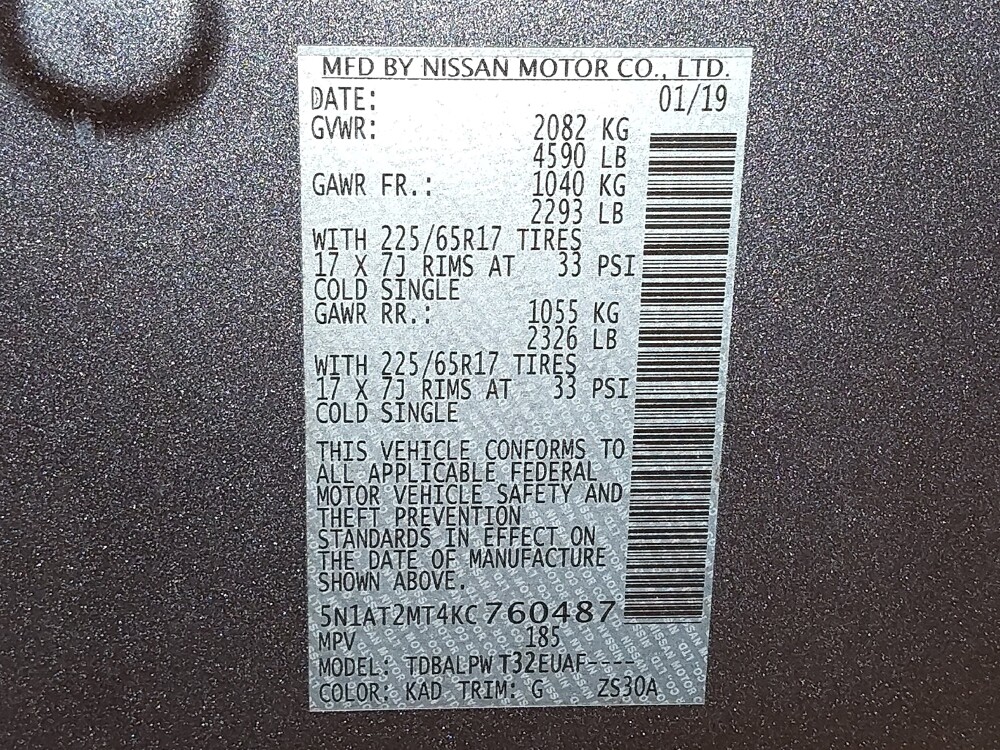 MFD BY NISSAN MOTOR CO., LTD.
DATE: 01/19
GVWR: 2082 KG
4590 LB
GAWR FR.: 1040 KG
2293 LB
WITH 225/65R17 TIRES
17 X 7J RIMS AT 33 PSI
COLD SINGLE
GAWR RR.: 1055 KG
2326 LB
WITH 225/65R17 TIRES
17 X 7J RIMS AT 33 PSI
COLD SINGLE
THIS VEHICLE CONFORMS TO
ALL APPLICABLE FEDERAL
MOTOR VEHICLE SAFETY AND
THEFT PREVENTION
STANDARDS IN EFFECT ON
THE DATE OF MANUFACTURE
SHOWN ABOVE.
5N1AT2MT4KC760487
MPV 185
MODEL: TDBALPW T32EUAF----
COLOR: KAD TRIM: G ZS30A